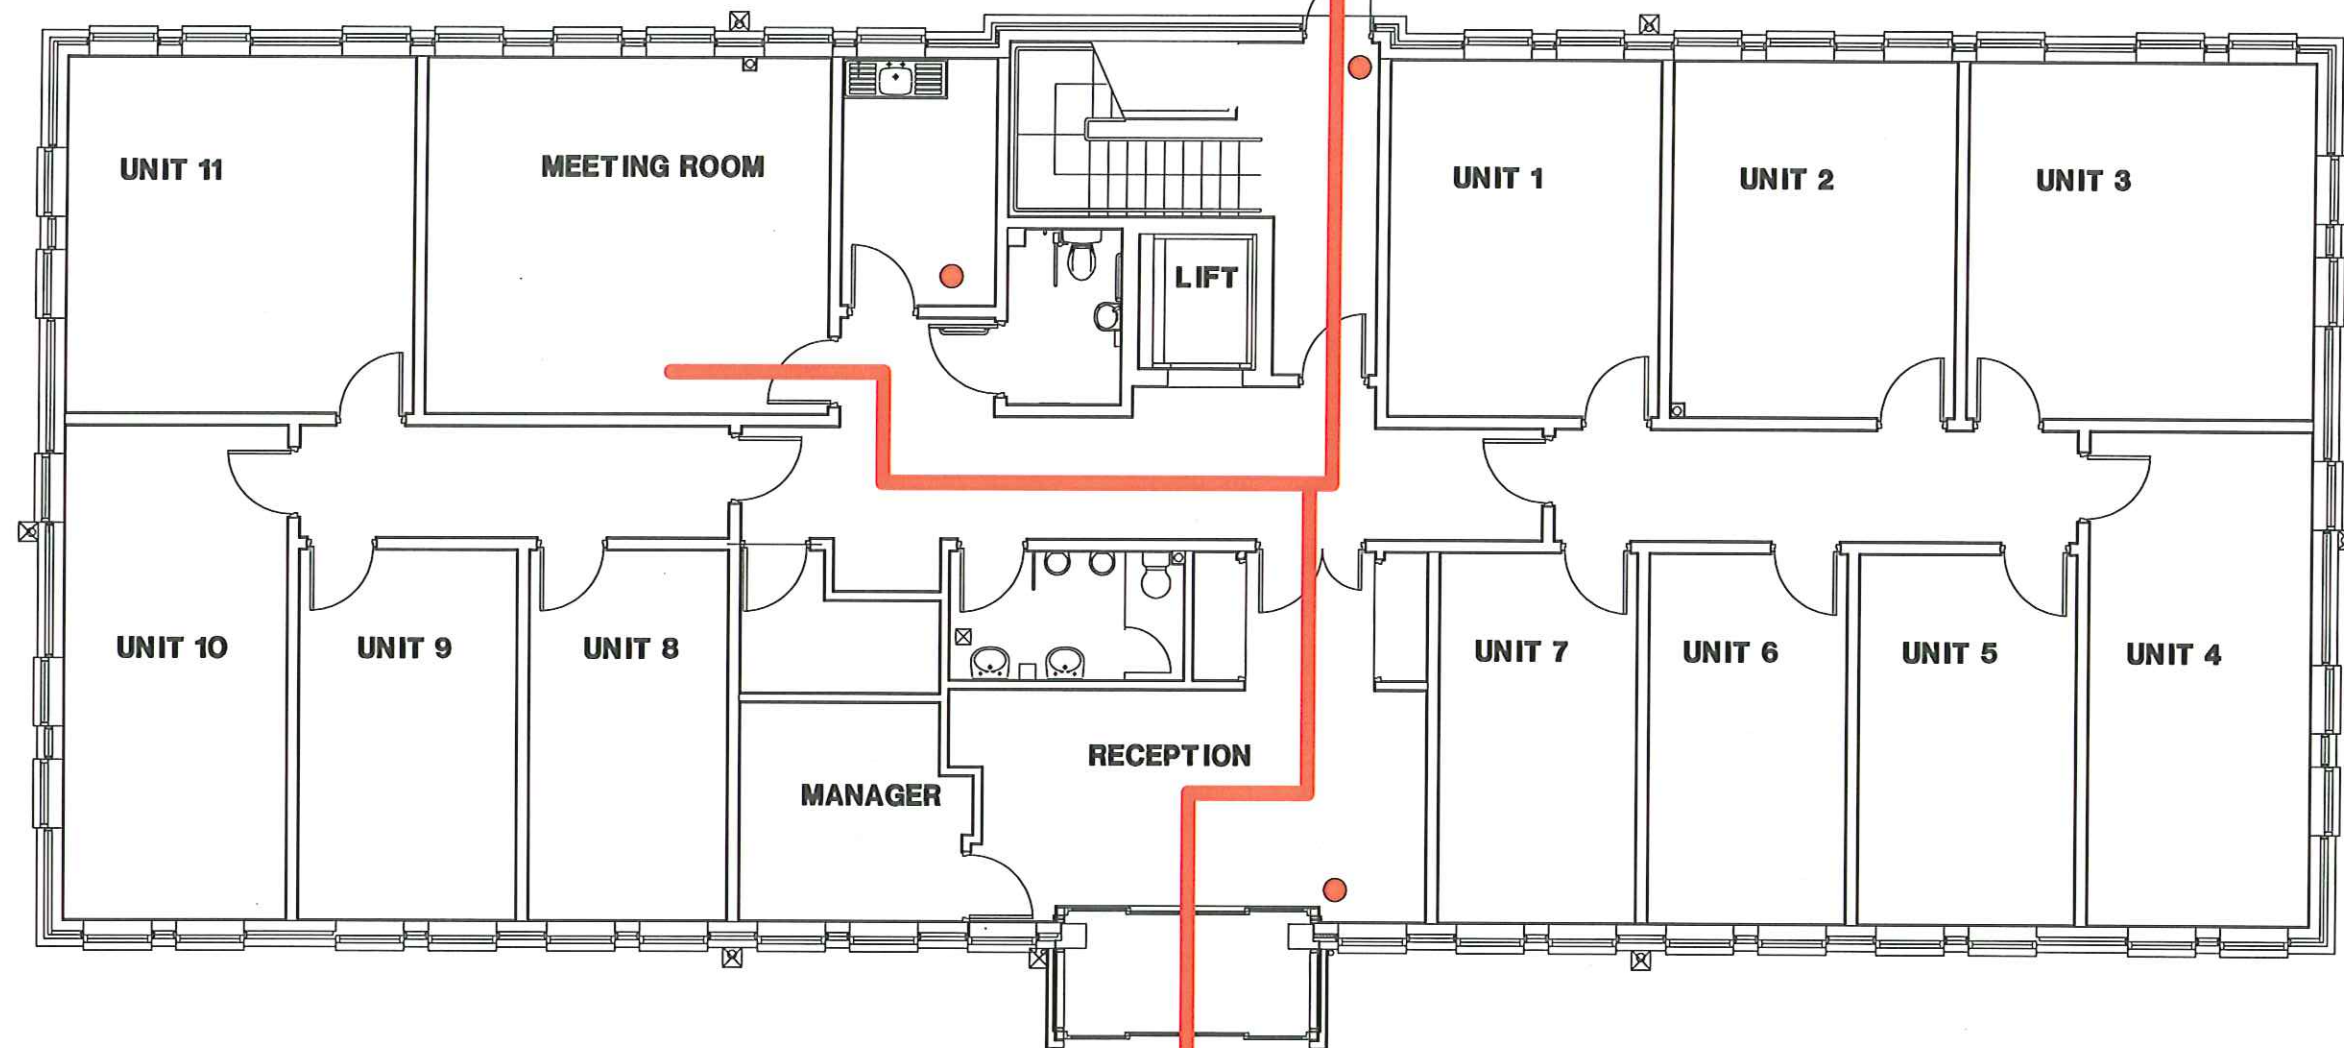 UNIT 11
MEETING ROOM
LIFT
UNIT 1
UNIT 2
UNIT 3
UNIT 10
UNIT 9
UNIT 8
MANAGER
RECEPTION
UNIT 7
UNIT 6
UNIT 5
UNIT 4